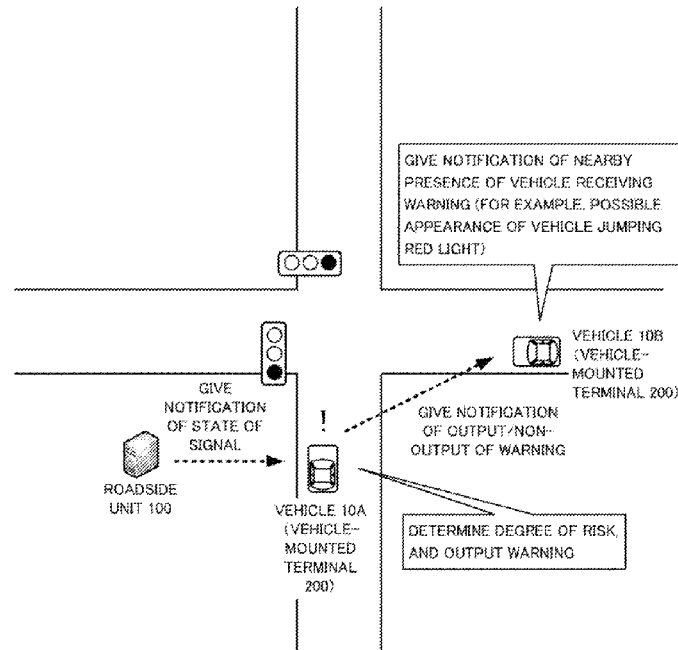 GIVE NOTIFICATION OF NEARBY
PRESENCE OF VEHICLE RECEIVING
WARNING (FOR EXAMPLE, POSSIBLE
APPEARANCE OF VEHICLE JUMPING
RED LIGHT)
VEHICLE 10B
(VEHICLE-
MOUNTED
TERMINAL 200)
GIVE
NOTIFICATION
OF STATE OF
SIGNAL
GIVE NOTIFICATION
OF OUTPUT/NON-
OUTPUT OF WARNING
!
ROADSIDE
UNIT 100
VEHICLE 10A
(VEHICLE-
MOUNTED
TERMINAL
200)
DETERMINE DEGREE OF RISK,
AND OUTPUT WARNING